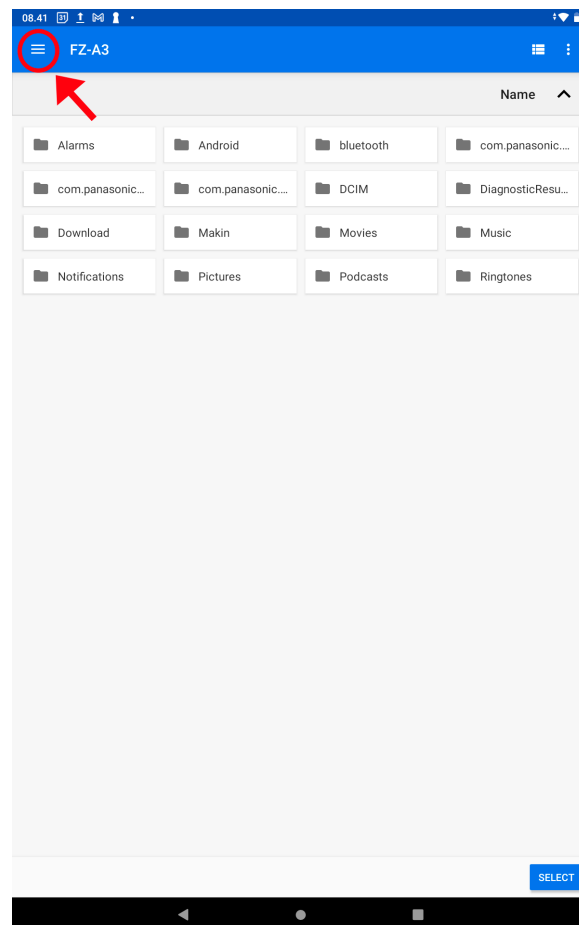 08.41 31
FZ-A3
Name
Alarms Android bluetooth com.panasonic....
com.panasonic... com.panasonic.... DCIM DiagnosticResu...
Download Makin Movies Music
Notifications Pictures Podcasts Ringtones
SELECT